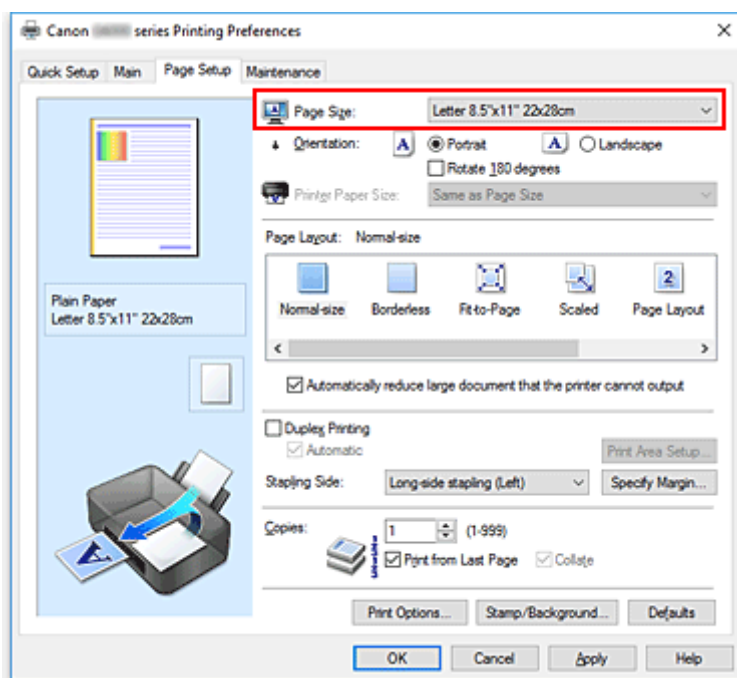 Canon series Printing Preferences
Quick Setup Main Page Setup Maintenance
Page Size: Letter 8.5"x11" 22x28cm
Orientation: A Portrait A Landscape
Rotate 180 degrees
Printer Paper Size: Same as Page Size
Page Layout: Normal-size
2
Normal-size Borderless Fit-to-Page Scaled Page Layout
Automatically reduce large document that the printer cannot output
Plain Paper
Letter 8.5"x11" 22x28cm
Duplex Printing
Automatic
Print Area Setup...
Stapling Side: Long-side stapling (Left) Specify Margin...
Copies: 1 (1-999)
Print from Last Page Collate
A
Print Options... Stamp/Background... Defaults
OK Cancel Apply Help